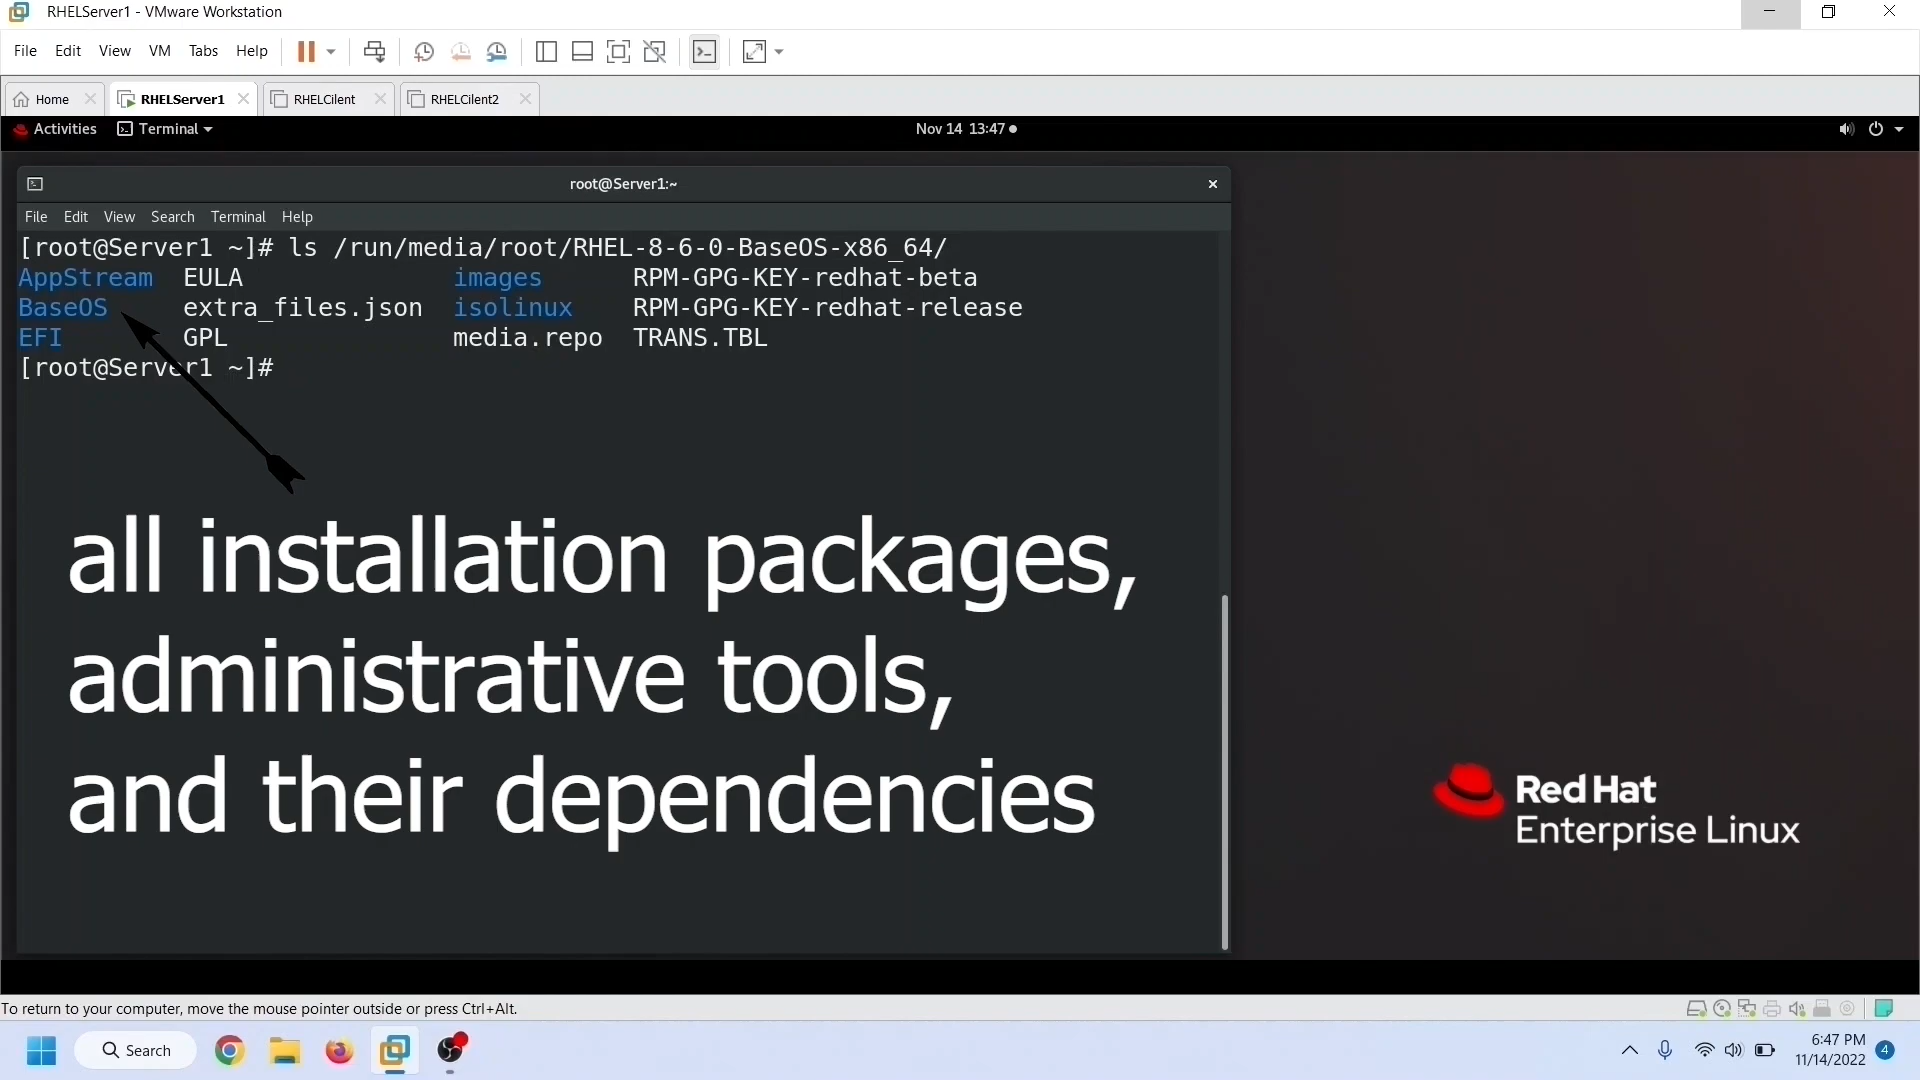 RHELServer1 - VMware Workstation
File Edit View VM Tabs Help
Home RHELServer1 RHELCilent RHELCilent2
Activities Terminal Nov 14 13:47
root@Server1:~
File Edit View Search Terminal Help
[root@Server1 ~]# ls /run/media/root/RHEL-8-6-0-BaseOS-x86_64/
AppStream EULA images RPM-GPG-KEY-redhat-beta
BaseOS extra_files.json isolinux RPM-GPG-KEY-redhat-release
EFI GPL media.repo TRANS.TBL
[root@Server1 ~]#
all installation packages,
administrative tools,
and their dependencies
Red Hat
Enterprise Linux
To return to your computer, move the mouse pointer outside or press Ctrl+Alt.
Search
6:47 PM
11/14/2022
4